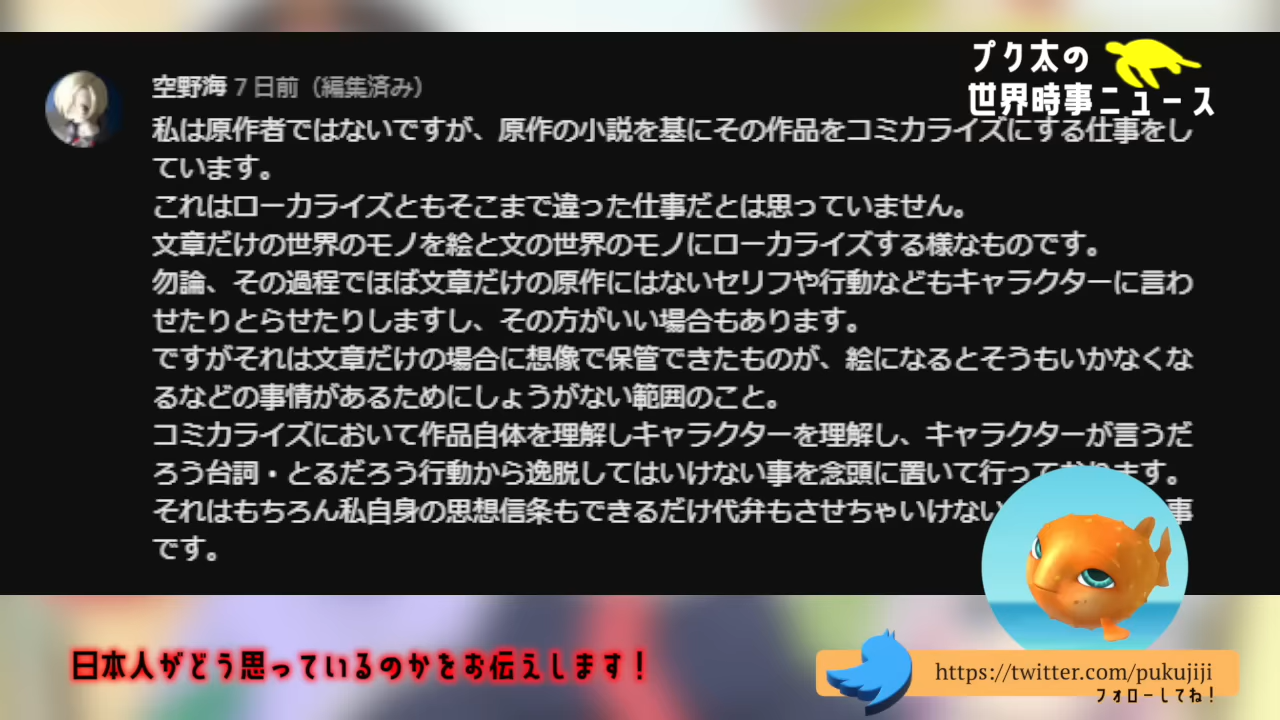 プク太の
世界時事ニュース
空野海 7日前（編集済み）
私は原作者ではないですが、原作の小説を基にその作品をコミカライズにする仕事をし
ています。
これはローカライズともそこまで違った仕事だとは思っていません。
文章だけの世界のモノを絵と文の世界のモノにローカライズする様なものです。
勿論、その過程でほぼ文章だけの原作にはないセリフや行動などもキャラクターに言わ
せたりとらせたりしますし、その方がいい場合もあります。
ですがそれは文章だけの場合に想像で保管できたものが、絵になるとそうもいかなくな
るなどの事情があるためにしょうがない範囲のこと。
コミカライズにおいて作品自体を理解しキャラクターを理解し、キャラクターが言うだ
ろう台詞・とるだろう行動から逸脱してはいけない事を念頭に置いて行っております。
それはもちろん私自身の思想信条もできるだけ代弁もさせちゃいけない事
です。
日本人がどう思っているのかをお伝えします！
https://twitter.com/pukujiji
フォローしてね！